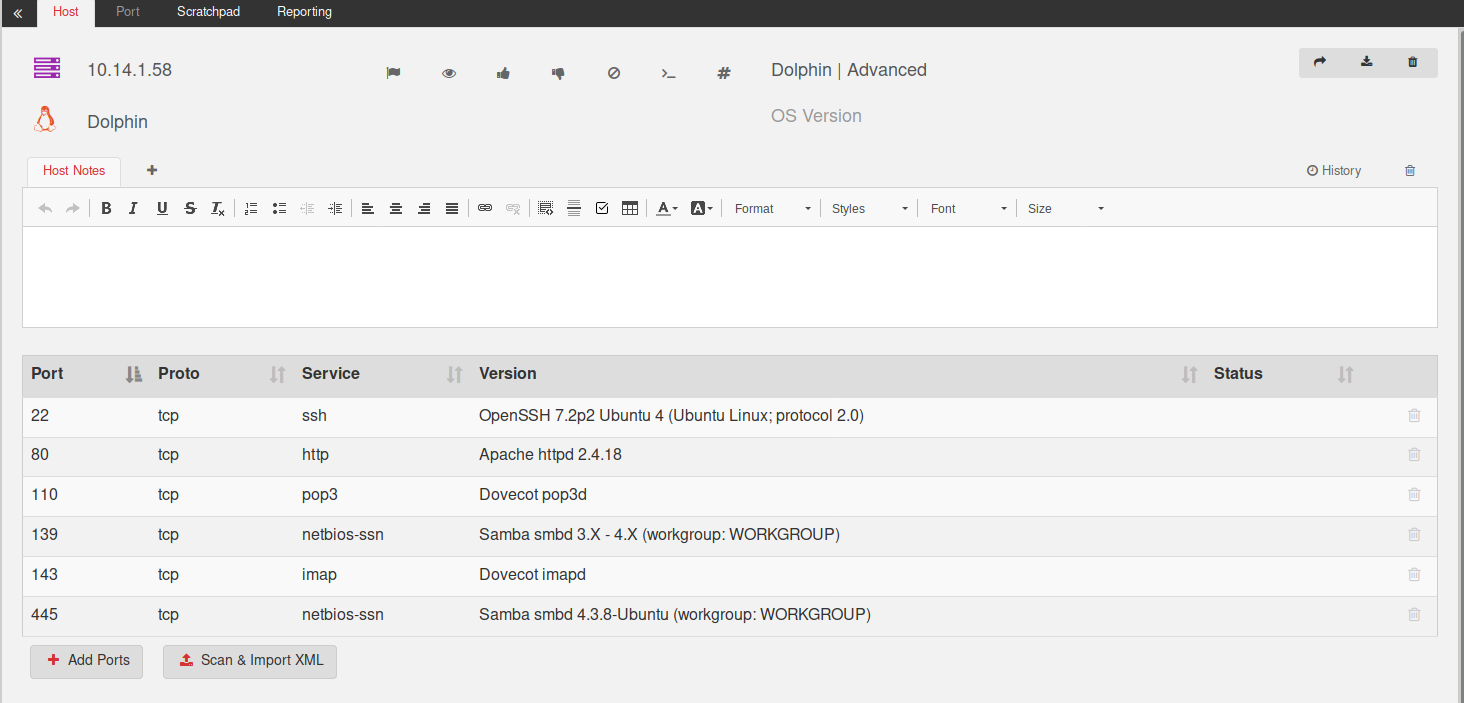 « Host Port Scratchpad Reporting
10.14.1.58 Dolphin | Advanced
Dolphin OS Version
Host Notes History
B I U S Tx A A Format Styles Font Size
Port Proto Service Version Status
22 tcp ssh OpenSSH 7.2p2 Ubuntu 4 (Ubuntu Linux; protocol 2.0)
80 tcp http Apache httpd 2.4.18
110 tcp pop3 Dovecot pop3d
139 tcp netbios-ssn Samba smbd 3.X - 4.X (workgroup: WORKGROUP)
143 tcp imap Dovecot imapd
445 tcp netbios-ssn Samba smbd 4.3.8-Ubuntu (workgroup: WORKGROUP)
Add Ports Scan & Import XML